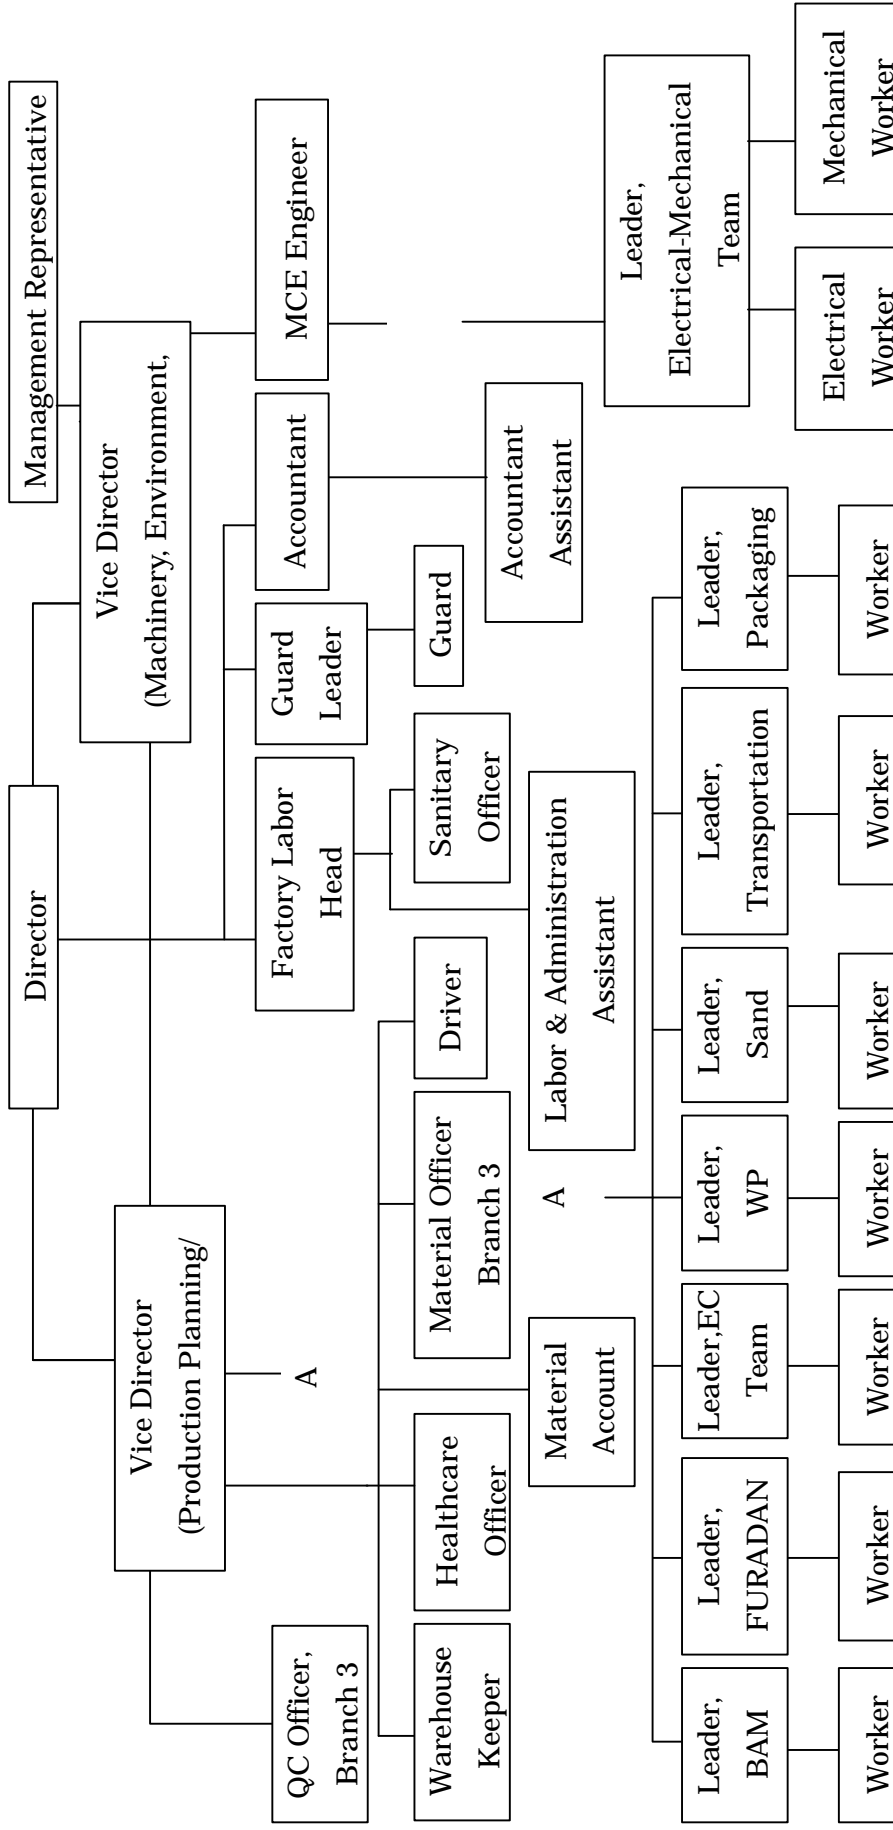 Director
Management Representative
Vice Director
(Production Planning/
Vice Director
(Machinery, Environment,
QC Officer,
Branch 3
A
Factory Labor
Head
Guard
Leader
Accountant
MCE Engineer
Warehouse
Keeper
Healthcare
Officer
Material Officer
Branch 3
Driver
Sanitary
Officer
Guard
Accountant
Assistant
Material
Account
A
Labor & Administration
Assistant
Leader,
Electrical-Mechanical
Team
Leader,
BAM
Leader,
FURADAN
Leader,EC
Team
Leader,
WP
Leader,
Sand
Leader,
Transportation
Leader,
Packaging
Electrical
Worker
Mechanical
Worker
Worker
Worker
Worker
Worker
Worker
Worker
Worker